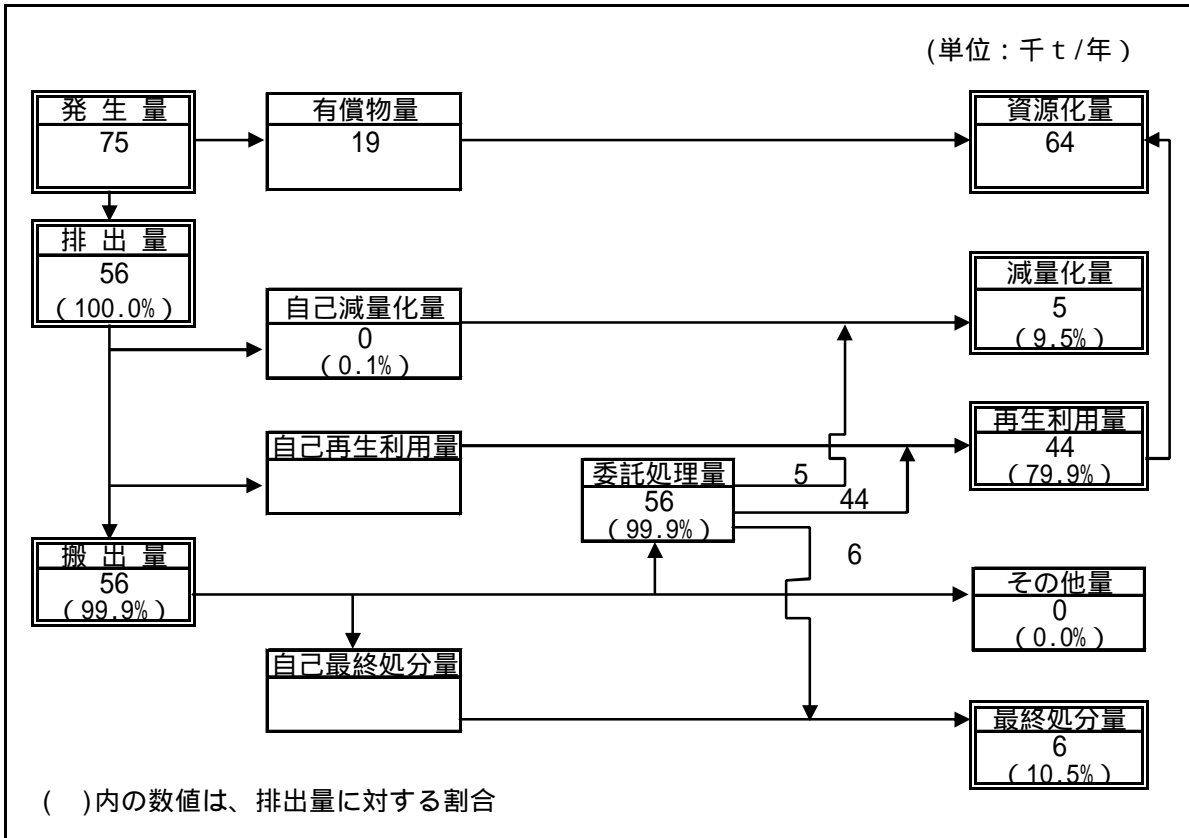 (単位：千ｔ/年）
発 生 量
75
有償物量
19
資源化量
64
排 出 量
56
（100.0%）
自己減量化量
0
（0.1%）
減量化量
5
（9.5%）
自己再生利用量
再生利用量
44
（79.9%）
委託処理量
56
（99.9%）
5
44
6
搬 出 量
56
（99.9%）
その他量
0
（0.0%）
自己最終処分量
最終処分量
6
（10.5%）
(　)内の数値は、排出量に対する割合